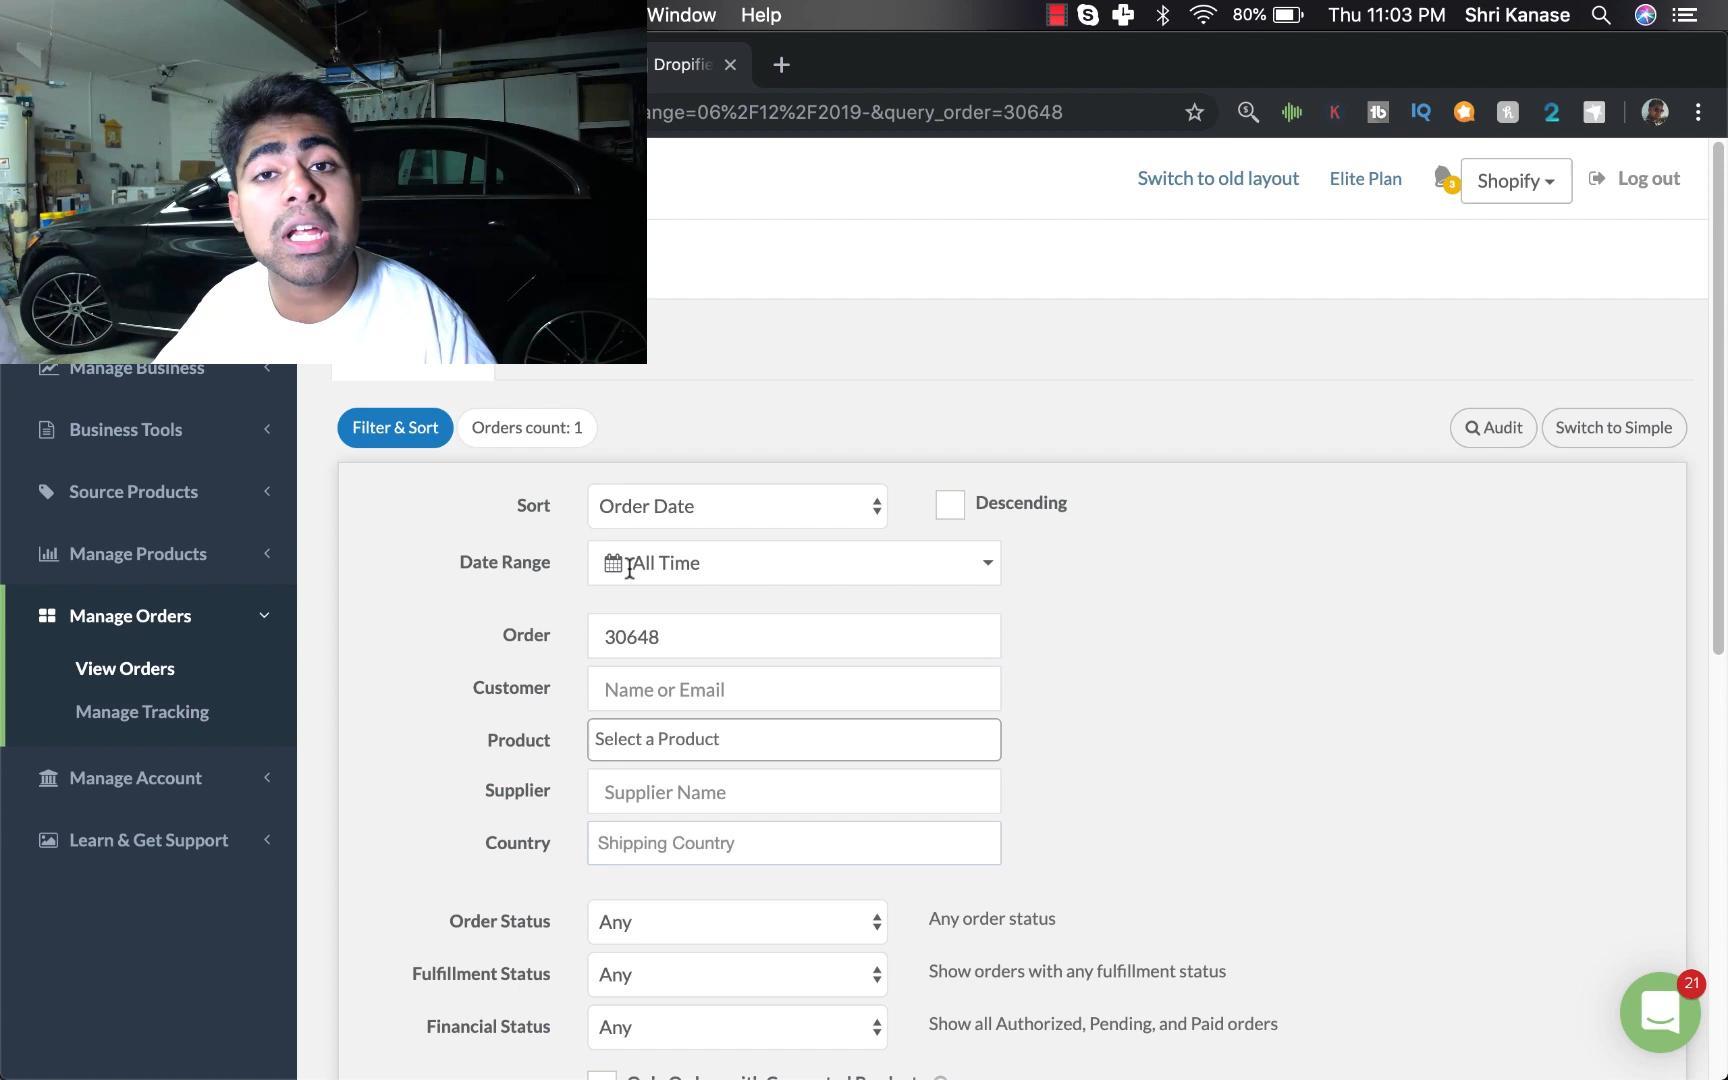 Window Help 80% Thu 11:03 PM Shri Kanase
Dropifie
ange=06%2F12%2F2019-&query_order=30648
Switch to old layout Elite Plan 3 Shopify Log out
Manage Business
Filter & Sort Orders count: 1 Audit Switch to Simple
Business Tools
Source Products
Sort Order Date Descending
Manage Products
Date Range All Time
Manage Orders
Order 30648
View Orders
Customer Name or Email
Manage Tracking
Product Select a Product
Manage Account
Supplier Supplier Name
Learn & Get Support
Country Shipping Country
Order Status Any Any order status
Fulfillment Status Any Show orders with any fulfillment status
21
Financial Status Any Show all Authorized, Pending, and Paid orders